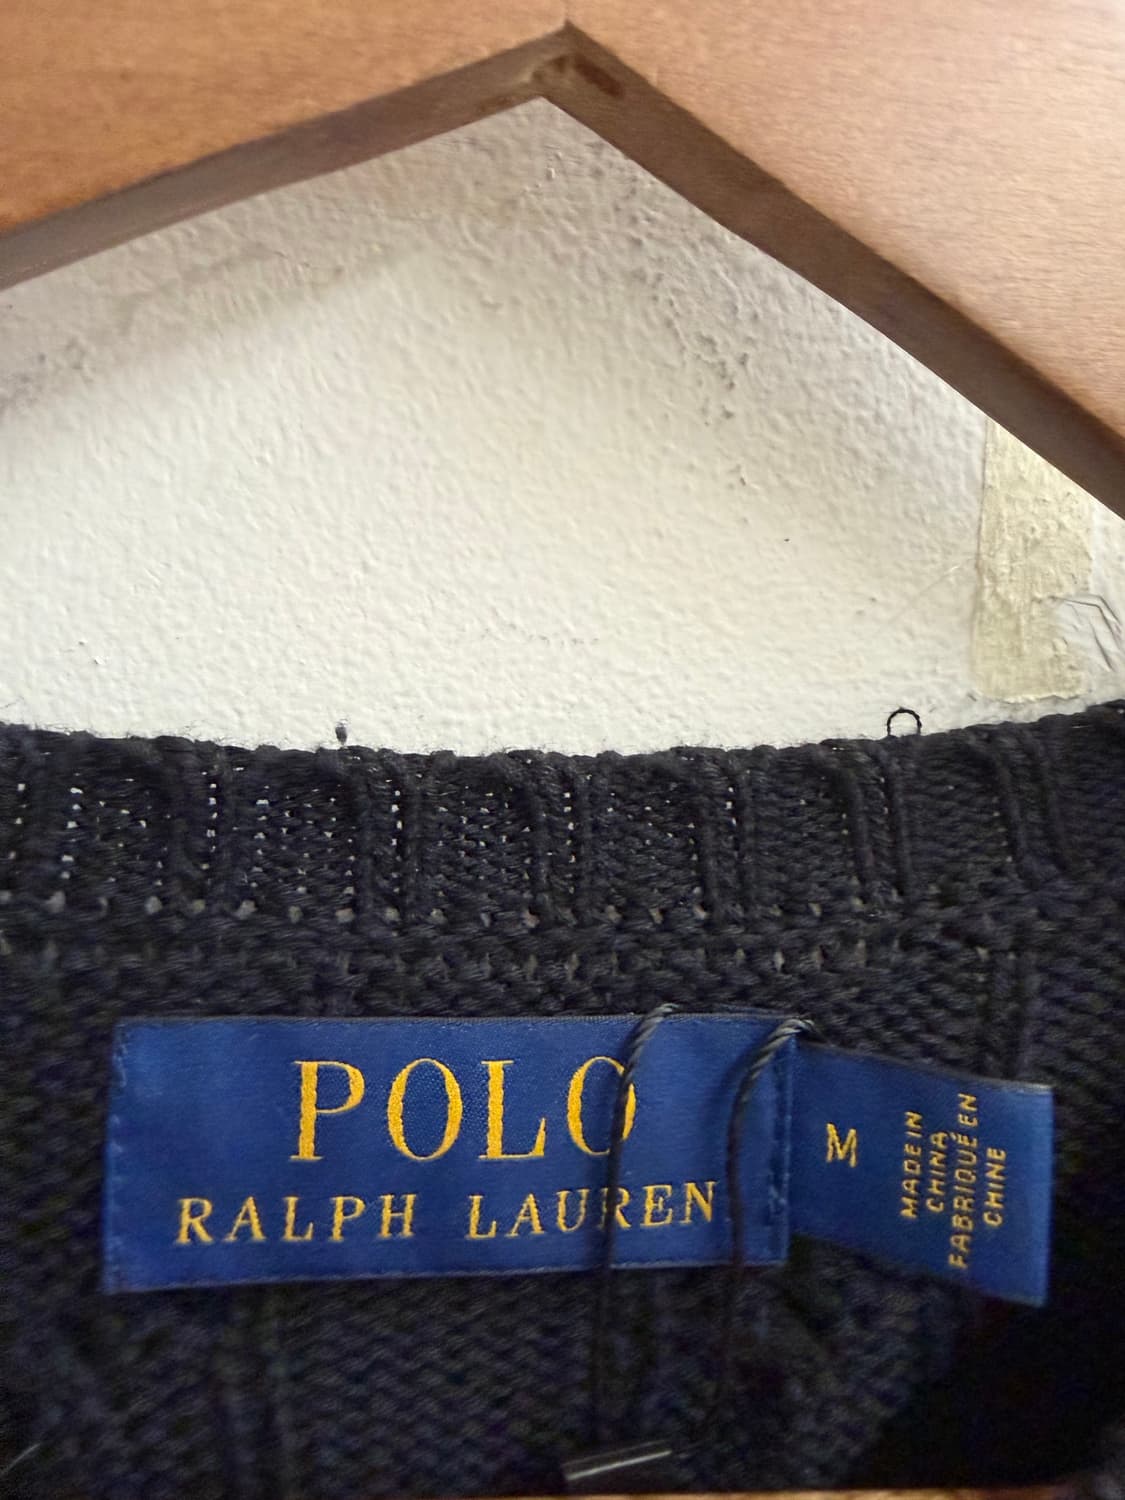 POLO
RALPH LAUREN
M
MADE IN
CHINA
FABRIQUÉ EN
CHINE